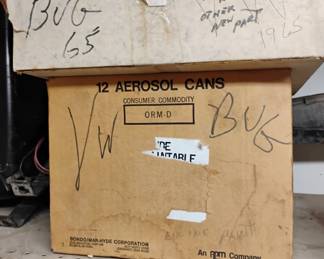 BUG
65
OTHER
NEW PART
1965
12 AEROSOL CANS
CONSUMER COMMODITY
ORM-D
VW
BUG
BONDO/MAR-HYDE CORPORATION
An rpm Company